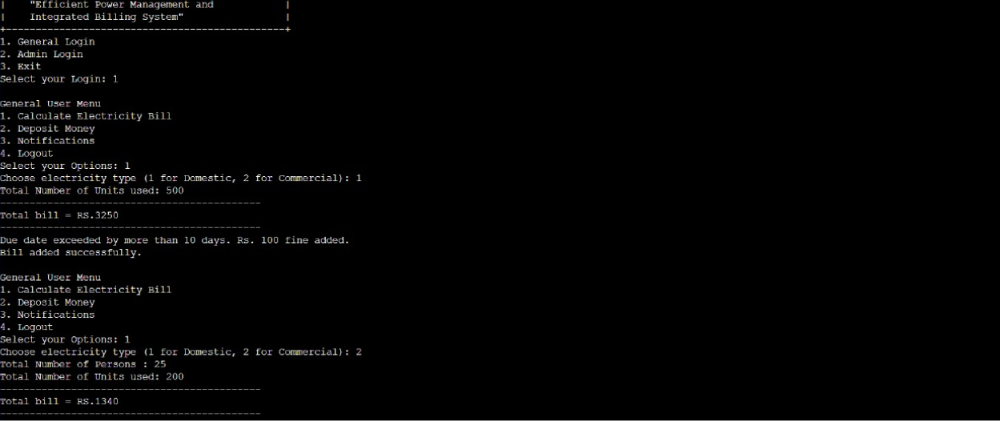 |    "Efficient Power Management and            |
|    Integrated Billing System"                 |
+-----------------------------------------------+
1. General Login
2. Admin Login
3. Exit
Select your Login: 1

General User Menu
1. Calculate Electricity Bill
2. Deposit Money
3. Notifications
4. Logout
Select your Options: 1
Choose electricity type (1 for Domestic, 2 for Commercial): 1
Total Number of Units used: 500
--------------------------------------------
Total bill = RS.3250
--------------------------------------------
Due date exceeded by more than 10 days. Rs. 100 fine added.
Bill added successfully.

General User Menu
1. Calculate Electricity Bill
2. Deposit Money
3. Notifications
4. Logout
Select your Options: 1
Choose electricity type (1 for Domestic, 2 for Commercial): 2
Total Number of Persons : 25
Total Number of Units used: 200
--------------------------------------------
Total bill = RS.1340
--------------------------------------------